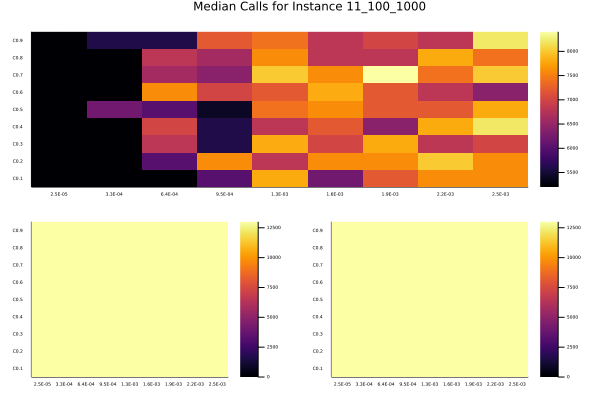 Median Calls for Instance 11_100_1000
C0.9
C0.8
C0.7
C0.6
C0.5
C0.4
C0.3
C0.2
C0.1
2.5E-05 3.3E-04 6.4E-04 9.5E-04 1.3E-03 1.6E-03 1.9E-03 2.2E-03 2.5E-03
8000
7500
7000
6500
6000
5500
C0.9
C0.8
C0.7
C0.6
C0.5
C0.4
C0.3
C0.2
C0.1
2.5E-05 3.3E-04 6.4E-04 9.5E-04 1.3E-03 1.6E-03 1.9E-03 2.2E-03 2.5E-03
12500
10000
7500
5000
2500
0
C0.9
C0.8
C0.7
C0.6
C0.5
C0.4
C0.3
C0.2
C0.1
2.5E-05 3.3E-04 6.4E-04 9.5E-04 1.3E-03 1.6E-03 1.9E-03 2.2E-03 2.5E-03
12500
10000
7500
5000
2500
0